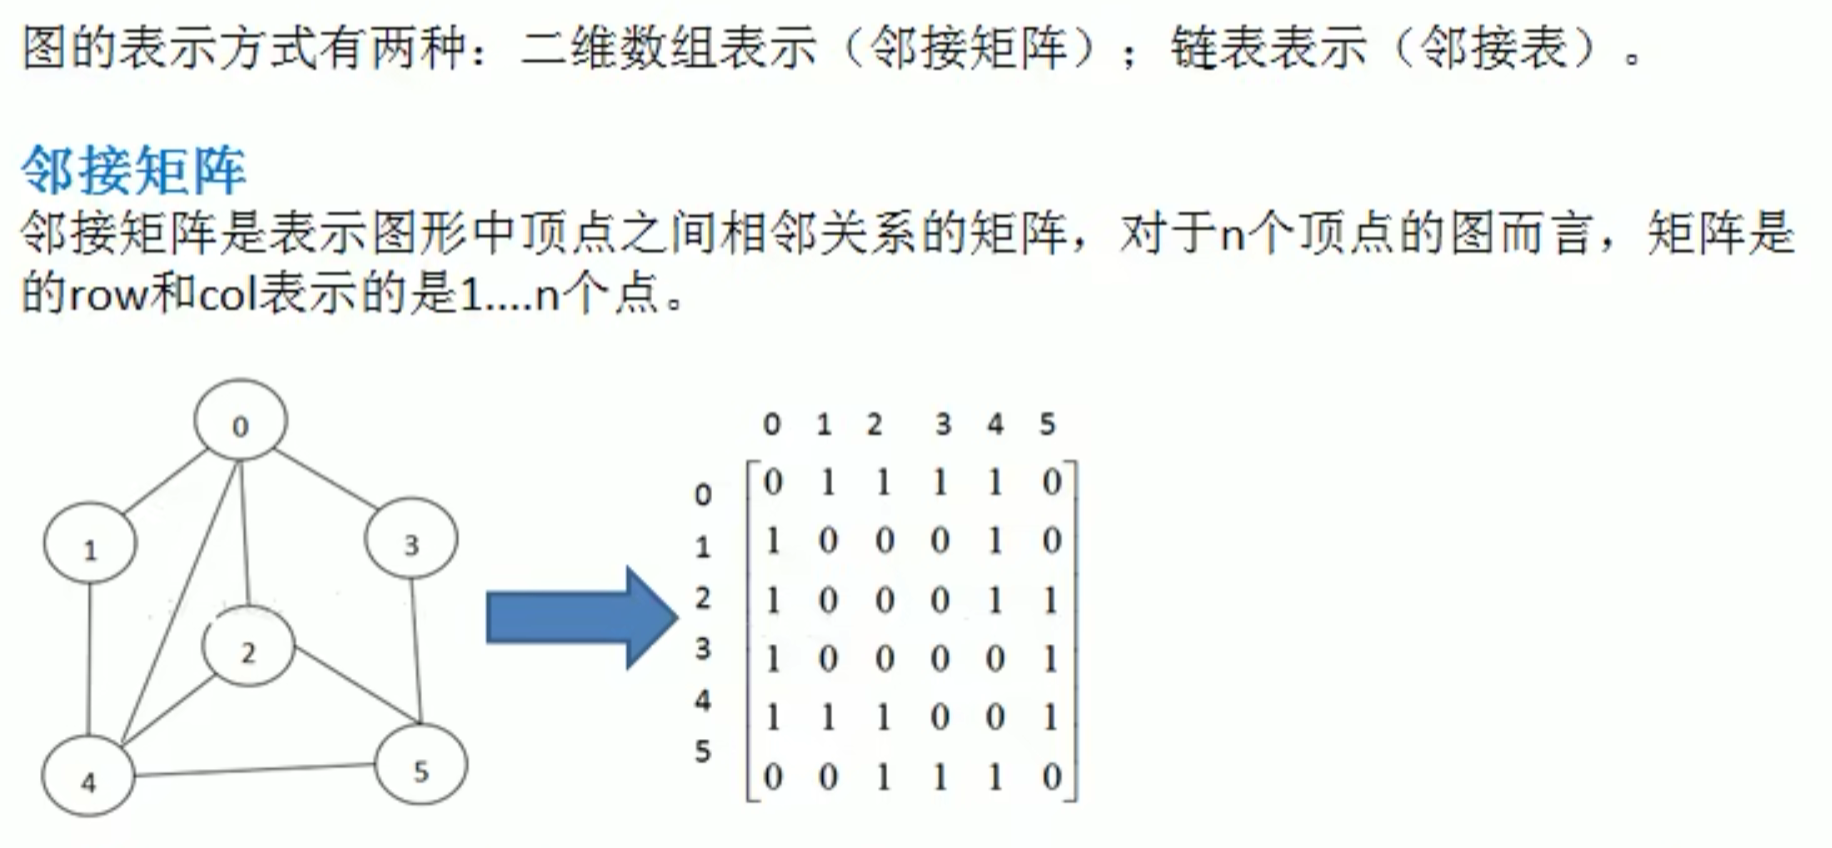 图的表示方式有两种：二维数组表示（邻接矩阵）；链表表示（邻接表）。
邻接矩阵
邻接矩阵是表示图形中顶点之间相邻关系的矩阵，对于n个顶点的图而言，矩阵是
的row和col表示的是1....n个点。
0
1
3
2
4
5
0 1 2 3 4 5
0 0 1 1 1 1 0
1 1 0 0 0 1 0
2 1 0 0 0 1 1
3 1 0 0 0 0 1
4 1 1 1 0 0 1
5 0 0 1 1 1 0